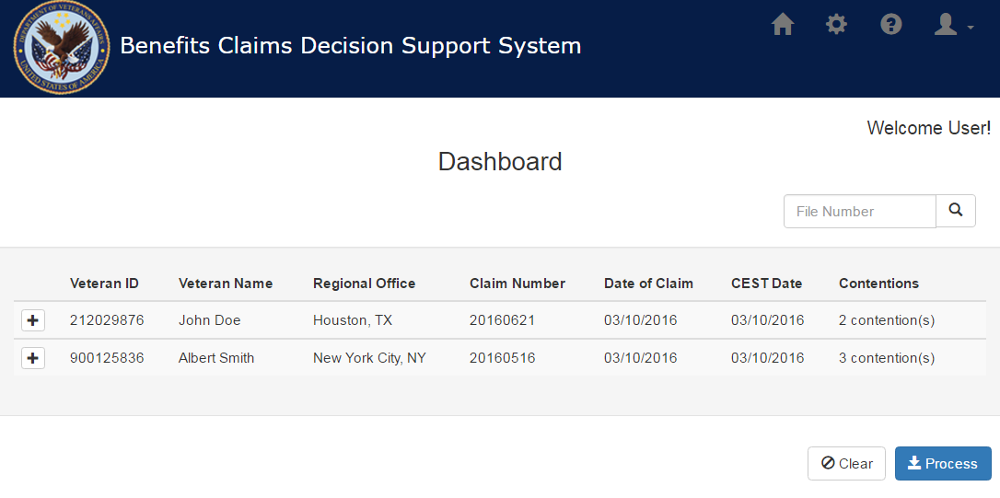 DEPARTMENT OF VETERANS AFFAIRS
UNITED STATES OF AMERICA
Benefits Claims Decision Support System
Welcome User!
Dashboard
File Number
Veteran ID Veteran Name Regional Office Claim Number Date of Claim CEST Date Contentions
212029876 John Doe Houston, TX 20160621 03/10/2016 03/10/2016 2 contention(s)
900125836 Albert Smith New York City, NY 20160516 03/10/2016 03/10/2016 3 contention(s)
Clear Process